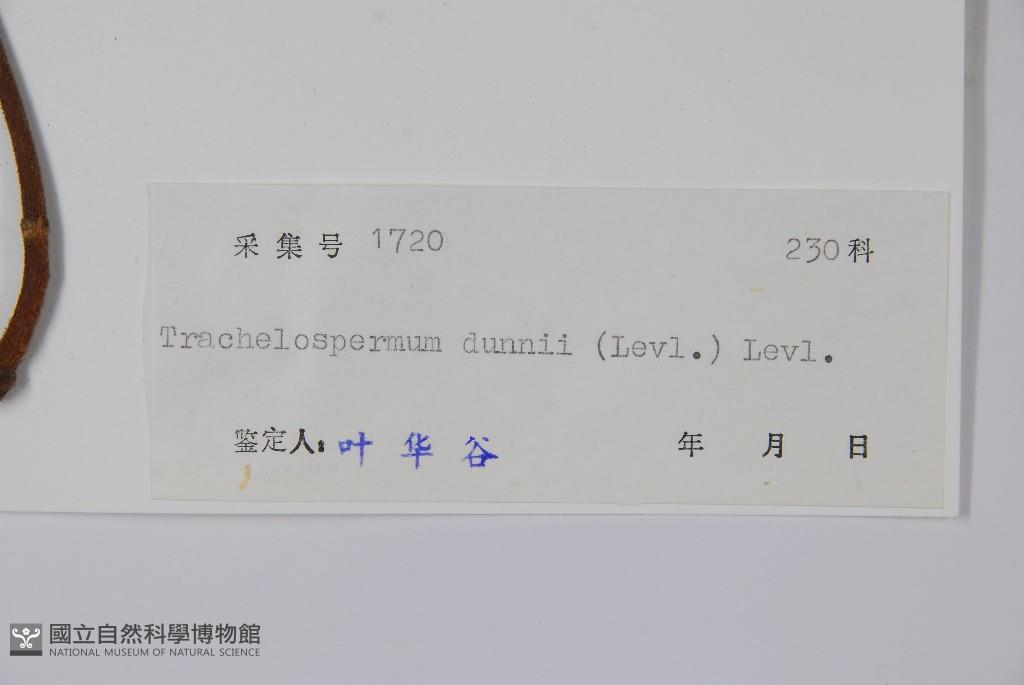 采集号 1720 230科
Trachelospermum dunnii (Levl.) Levl.
鉴定人: 叶华谷 年 月 日
國立自然科學博物館
NATIONAL MUSEUM OF NATURAL SCIENCE